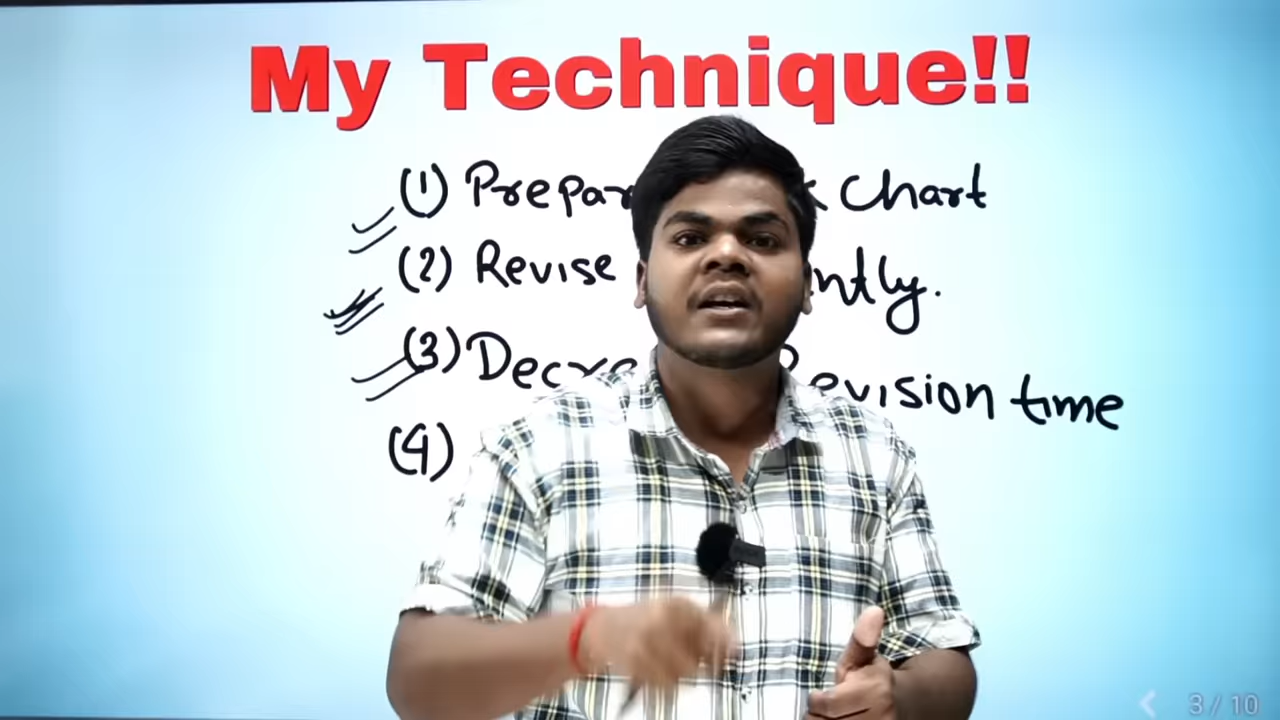 My Technique!!
(1) Prepar Chart
(2) Revise ntly.
(3) Decre evision time
(4)
3 / 10